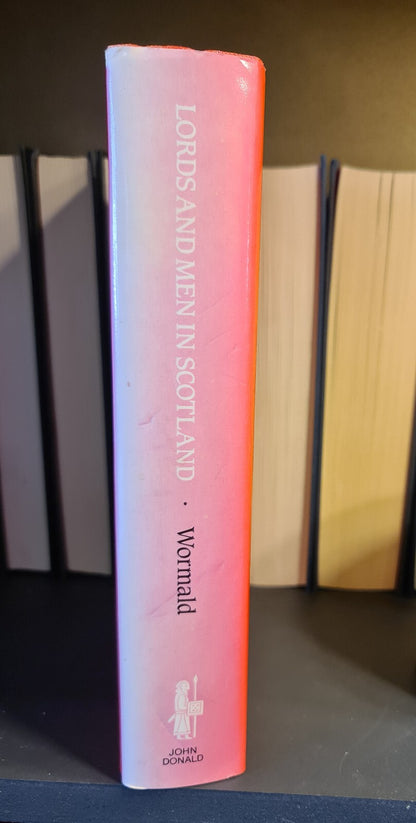 LORDS AND MEN IN SCOTLAND · Wormald
JOHN
DONALD